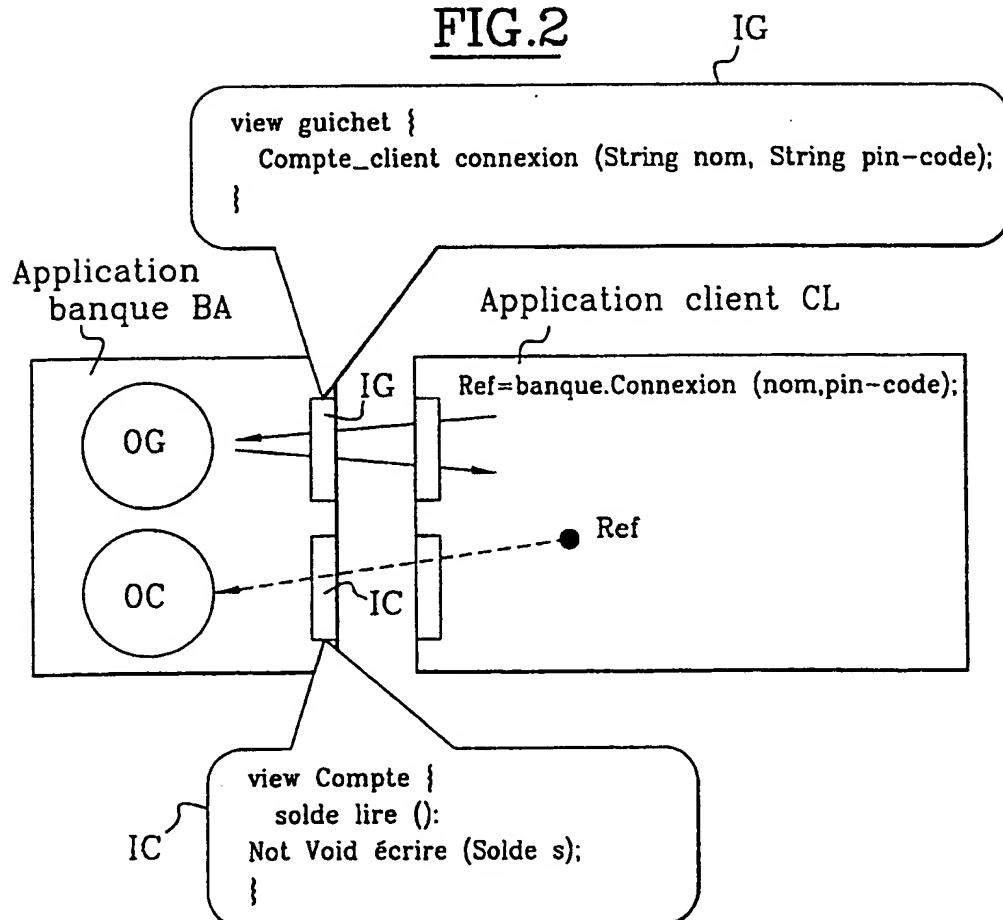 FIG.2
IG
view guichet {
Compte_client connexion (String nom, String pin-code);
}
Application
banque BA
Application client CL
IG
Ref=banque.Connexion (nom,pin-code);
OG
Ref
OC
IC
view Compte {
solde lire ():
Not Void écrire (Solde s);
}
IC